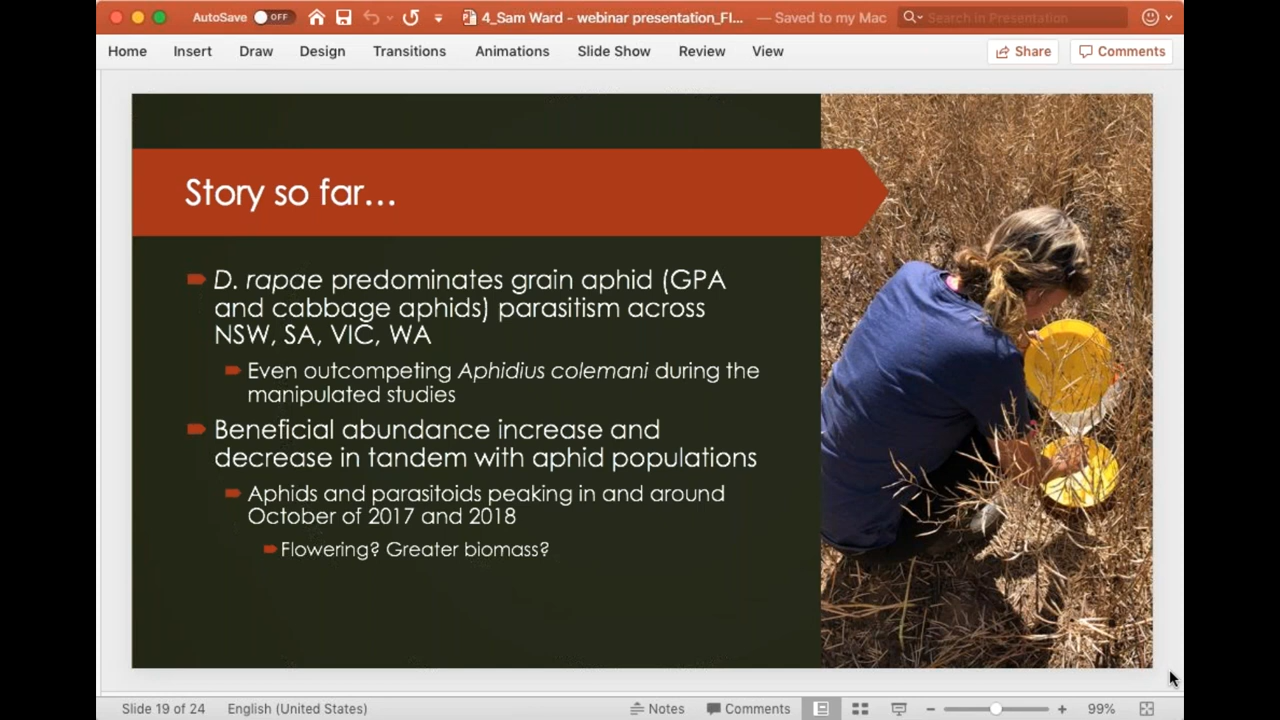 AutoSave OFF
4_Sam Ward - webinar presentation_FI... — Saved to my Mac
Search in Presentation
Home Insert Draw Design Transitions Animations Slide Show Review View Share Comments
Story so far...
D. rapae predominates grain aphid (GPA
and cabbage aphids) parasitism across
NSW, SA, VIC, WA
Even outcompeting Aphidius colemani during the
manipulated studies
Beneficial abundance increase and
decrease in tandem with aphid populations
Aphids and parasitoids peaking in and around
October of 2017 and 2018
Flowering? Greater biomass?
Slide 19 of 24 English (United States) Notes Comments 99%